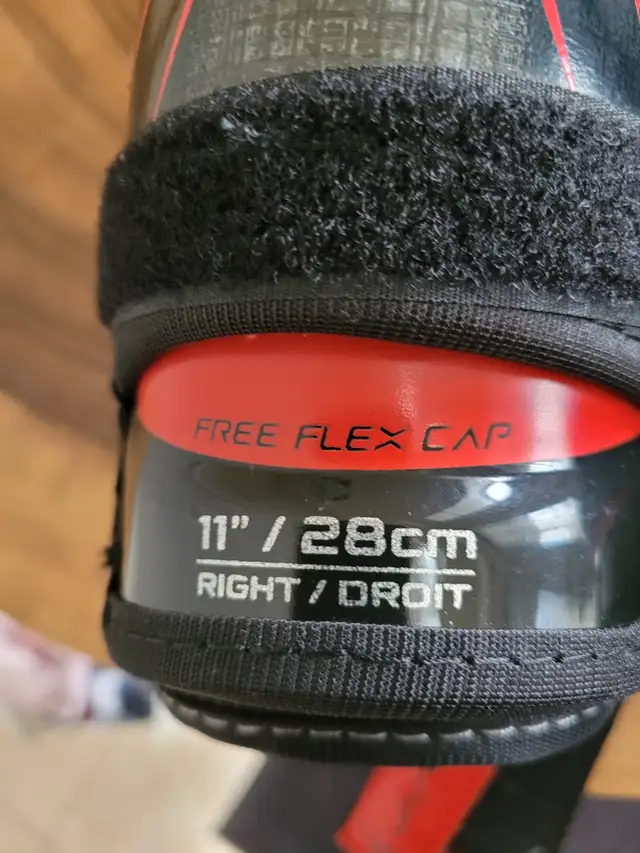 FREE FLEX CAP
11” / 28cm
RIGHT / DROIT